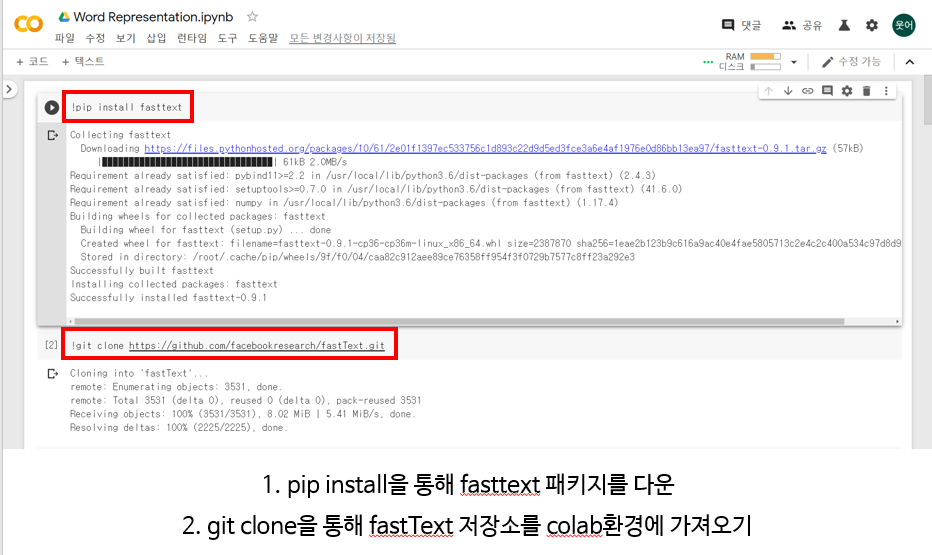 Word Representation.ipynb
댓글 공유 웃어
파일 수정 보기 삽입 런타임 도구 도움말 모든 변경사항이 저장됨
+ 코드 + 텍스트 RAM 디스크 수정 가능
!pip install fasttext
Collecting fasttext
Downloading https://files.pythonhosted.org/packages/10/61/2e01f1397ec533756c1d893c22d9d5ed3fce3a6e4af1976e0d86bb13ea97/fasttext-0.9.1.tar.gz (57kB)
|████████████████████████████████| 61kB 2.0MB/s
Requirement already satisfied: pybind11>=2.2 in /usr/local/lib/python3.6/dist-packages (from fasttext) (2.4.3)
Requirement already satisfied: setuptools>=0.7.0 in /usr/local/lib/python3.6/dist-packages (from fasttext) (41.6.0)
Requirement already satisfied: numpy in /usr/local/lib/python3.6/dist-packages (from fasttext) (1.17.4)
Building wheels for collected packages: fasttext
Building wheel for fasttext (setup.py) ... done
Created wheel for fasttext: filename=fasttext-0.9.1-cp36-cp36m-linux_x86_64.whl size=2387870 sha256=1eae2b123b9c616a9ac40e4fae5805713c2e4c2c400a534c97d8d9
Stored in directory: /root/.cache/pip/wheels/9f/f0/04/caa82c912aee89ce76358ff954f3f0729b7577c8ff23a292e3
Successfully built fasttext
Installing collected packages: fasttext
Successfully installed fasttext-0.9.1
[2] !git clone https://github.com/facebookresearch/fastText.git
Cloning into 'fastText'...
remote: Enumerating objects: 3531, done.
remote: Total 3531 (delta 0), reused 0 (delta 0), pack-reused 3531
Receiving objects: 100% (3531/3531), 8.02 MiB | 5.41 MiB/s, done.
Resolving deltas: 100% (2225/2225), done.
1. pip install을 통해 fasttext 패키지를 다운
2. git clone을 통해 fastText 저장소를 colab환경에 가져오기